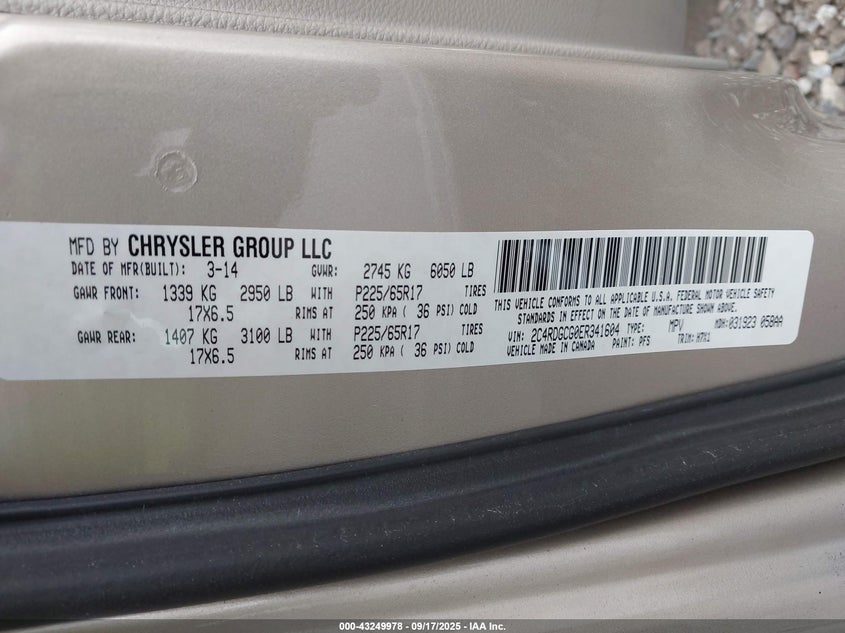 MFD BY CHRYSLER GROUP LLC
DATE OF MFR(BUILT): 3-14 GVWR: 2745 KG 6050 LB
GAWR FRONT: 1339 KG 2950 LB WITH P225/65R17 TIRES
17X6.5 RIMS AT 250 KPA ( 36 PSI) COLD
GAWR REAR: 1407 KG 3100 LB WITH P225/65R17 TIRES
17X6.5 RIMS AT 250 KPA ( 36 PSI) COLD
THIS VEHICLE CONFORMS TO ALL APPLICABLE U.S.A. FEDERAL MOTOR VEHICLE SAFETY
STANDARDS IN EFFECT ON THE DATE OF MANUFACTURE SHOWN ABOVE.
VIN: 2C4RDGCG0ER341604 TYPE: MPV MDH:031923 058AA
VEHICLE MADE IN CANADA PAINT: PFS TRIM: H7X1
000-43249978 - 09/17/2025 - IAA Inc.